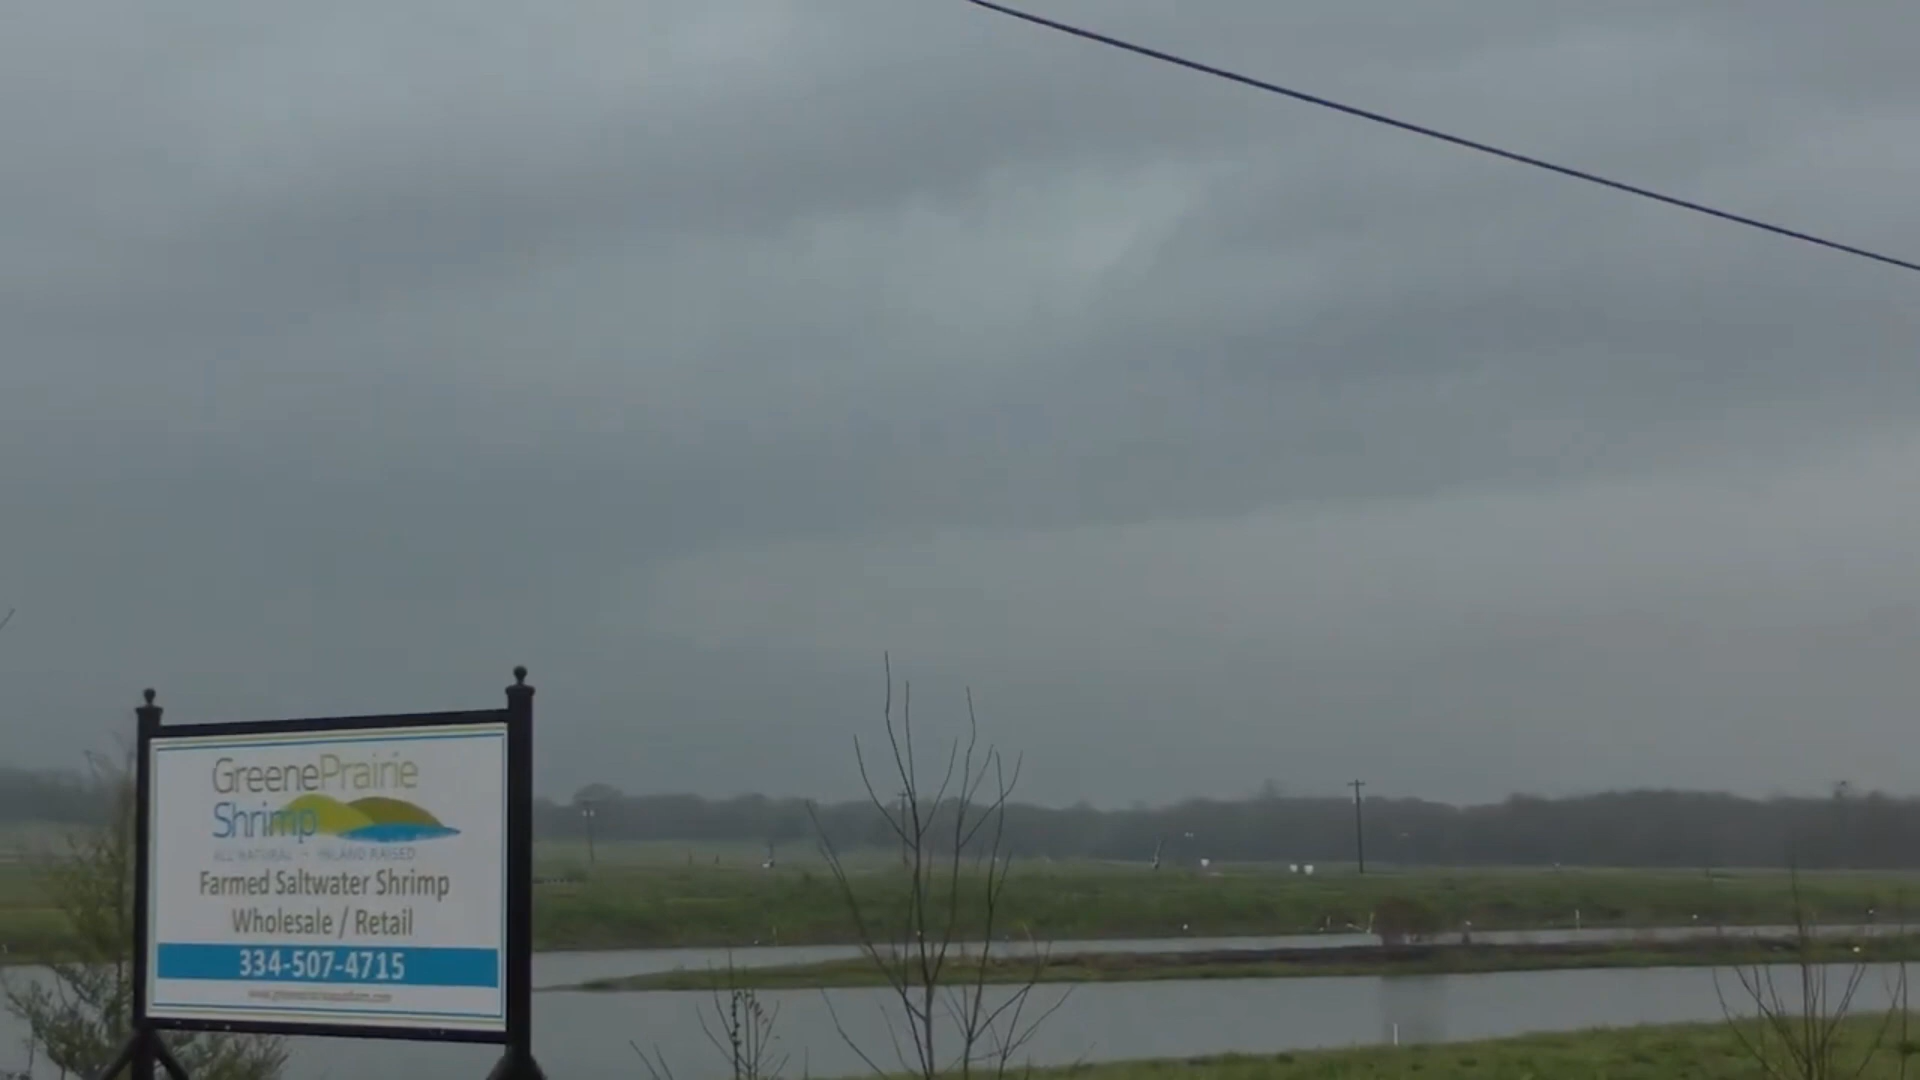 GreenePrairie
Shrimp
ALL NATURAL — INLAND RAISED
Farmed Saltwater Shrimp
Wholesale / Retail
334-507-4715